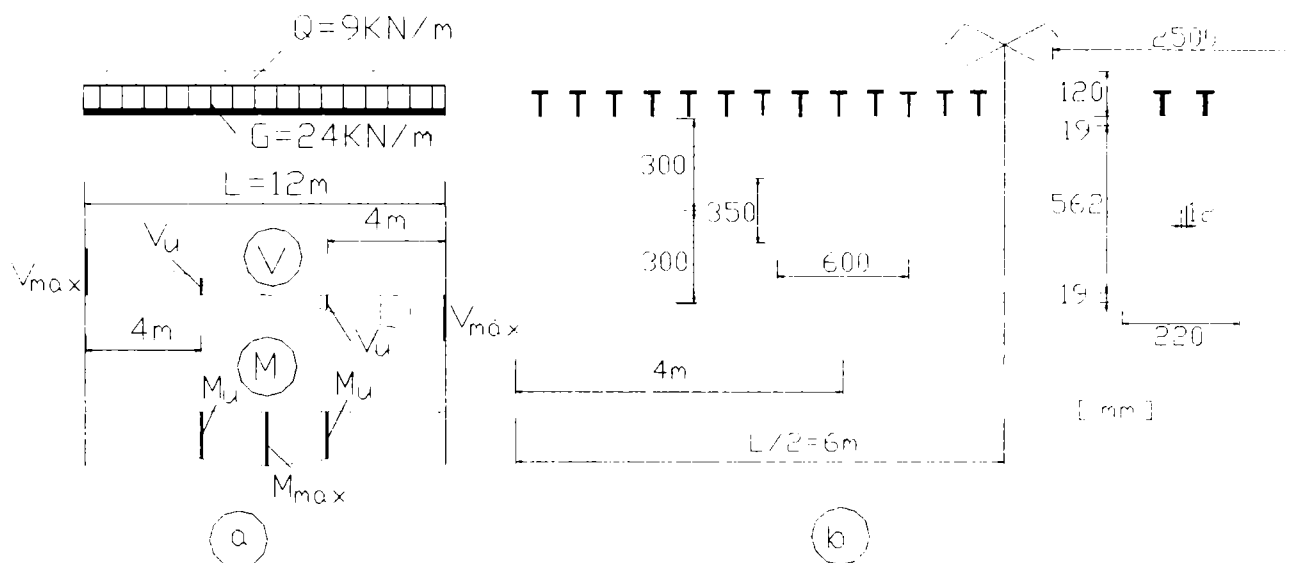 Q=9KN/m
G=24KN/m
L=12m
4m
Vu
V
Vmax
4m
Vu
Vmax
M
Mu
Mu
Mmax
a
300
350
300
600
4m
L/2=6m
b
2500
120
19
562
19
220
[ mm ]